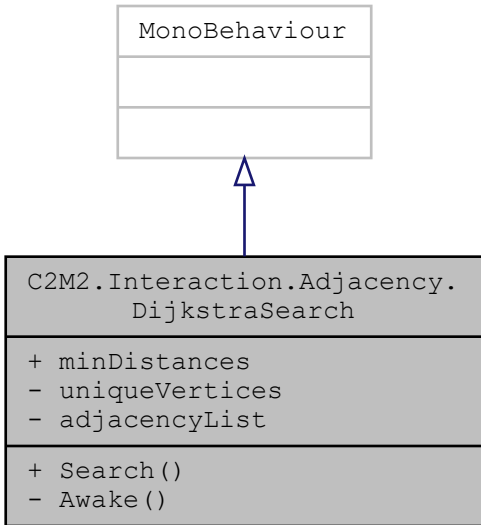 MonoBehaviour
C2M2.Interaction.Adjacency.
DijkstraSearch
+ minDistances
- uniqueVertices
- adjacencyList
+ Search()
- Awake()